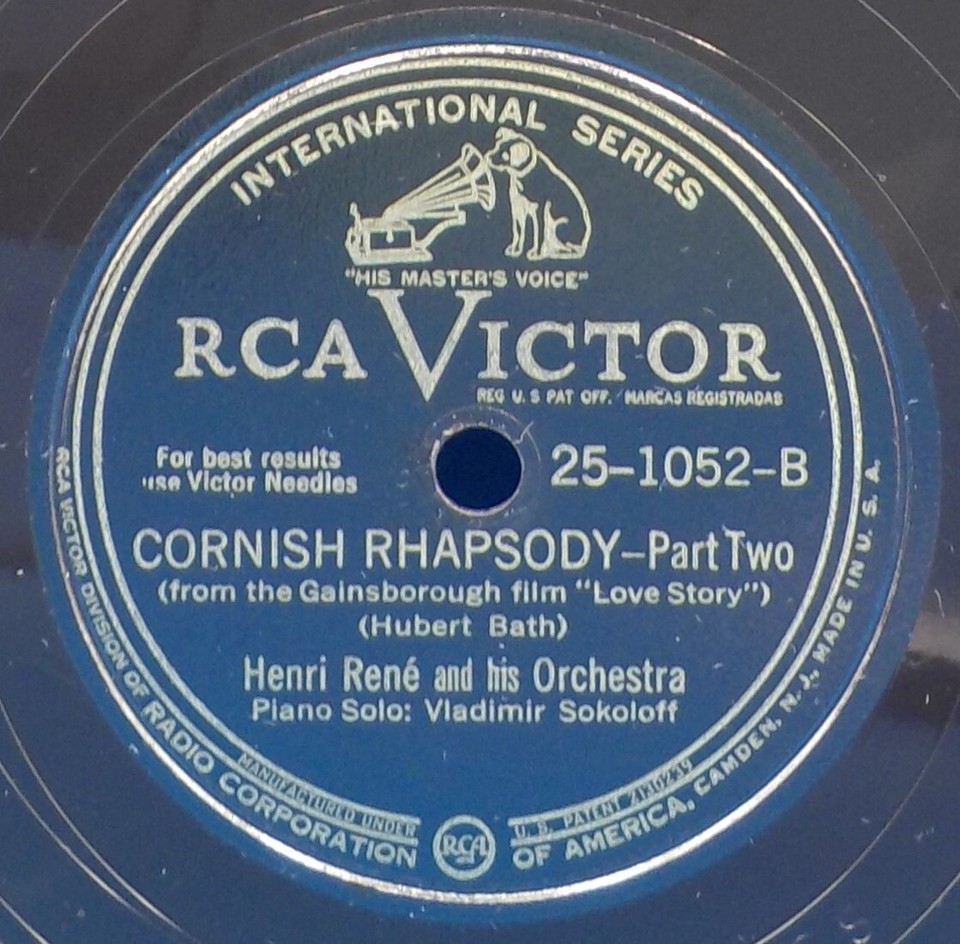 INTERNATIONAL SERIES
"HIS MASTER'S VOICE"
RCA VICTOR
REG U. S PAT OFF. MARCAS REGISTRADAS
For best results
use Victor Needles
25-1052-B
CORNISH RHAPSODY-Part Two
(from the Gainsborough film "Love Story")
(Hubert Bath)
Henri René and his Orchestra
Piano Solo: Vladimir Sokoloff
MANUFACTURED UNDER U. S. PATENT 2130239
RCA VICTOR DIVISION OF RADIO CORPORATION OF AMERICA, CAMDEN, N. J., MADE IN U. S. A.
RCA